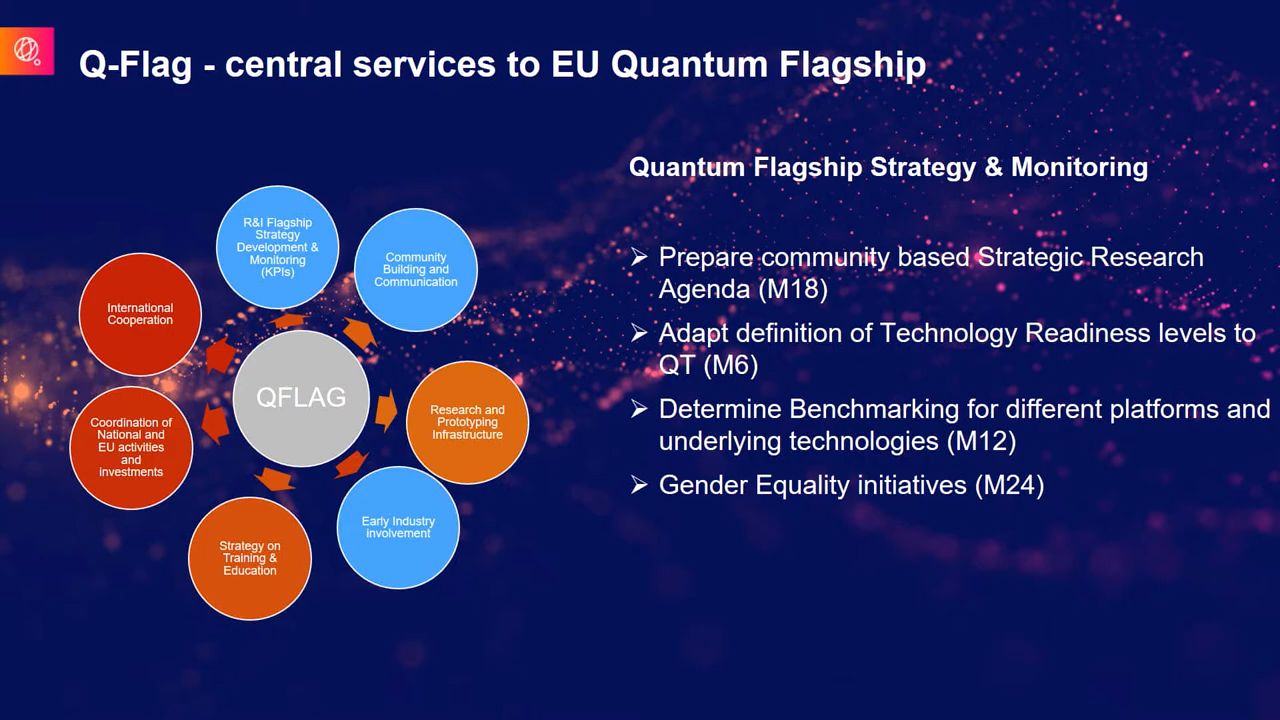 Q-Flag - central services to EU Quantum Flagship
R&I Flagship
Strategy
Development &
Monitoring
(KPIs)
Community
Building and
Communication
Research and
Prototyping
Infrastructure
Early Industry
involvement
Strategy on
Training &
Education
Coordination of
National and
EU activities
and
investments
International
Cooperation
QFLAG
Quantum Flagship Strategy & Monitoring
Prepare community based Strategic Research
Agenda (M18)
Adapt definition of Technology Readiness levels to
QT (M6)
Determine Benchmarking for different platforms and
underlying technologies (M12)
Gender Equality initiatives (M24)